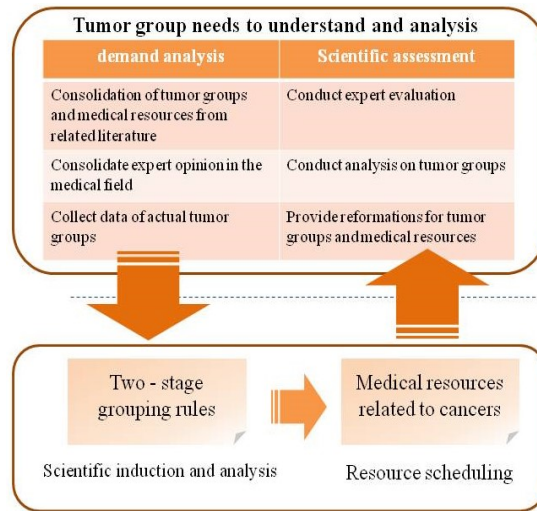 Tumor group needs to understand and analysis
demand analysis
Scientific assessment
Consolidation of tumor groups
and medical resources from
related literature
Conduct expert evaluation
Consolidate expert opinion in the
medical field
Conduct analysis on tumor groups
Collect data of actual tumor
groups
Provide reformations for tumor
groups and medical resources
Two - stage
grouping rules
Medical resources
related to cancers
Scientific induction and analysis
Resource scheduling